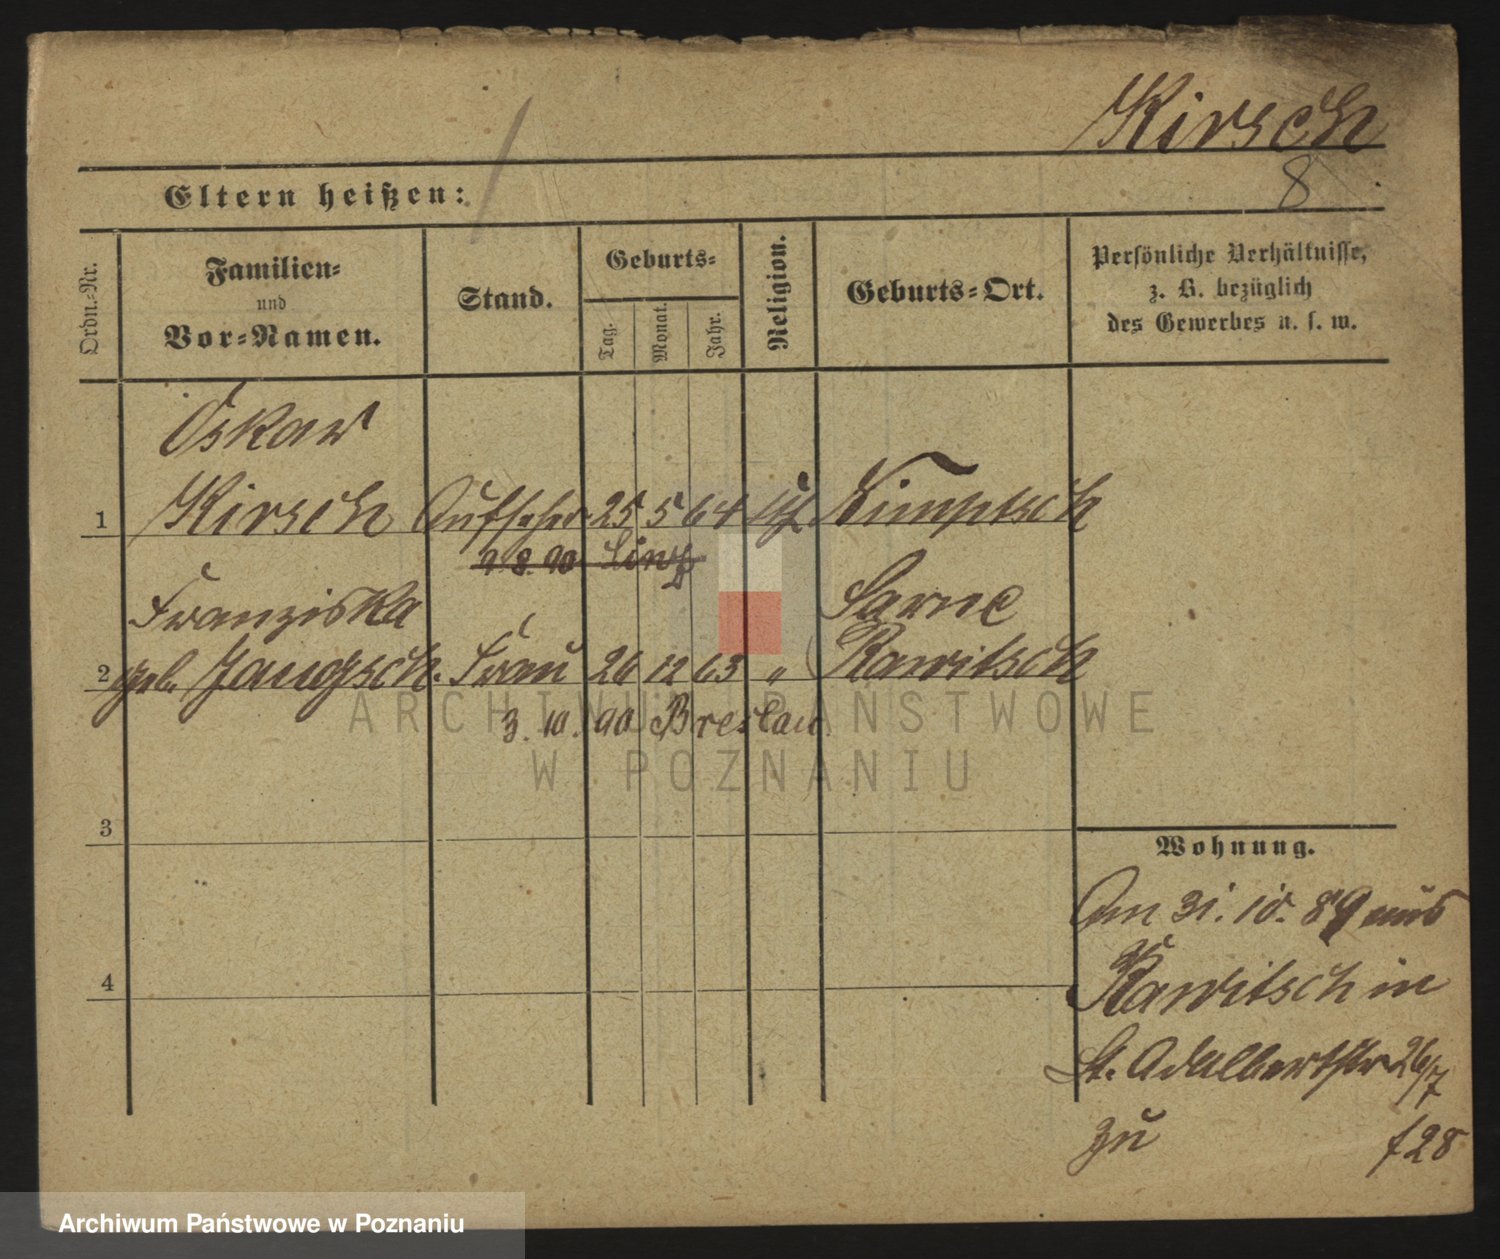 Kirsch
8
Eltern heißen:
Ordn.-Nr.
Familien-
und
Vor-Namen.
Stand.
Geburts-
Tag.
Monat.
Jahr.
Religion.
Geburts-Ort.
Persönliche Verhältnisse,
z. B. bezüglich
des Gewerbes u. s. w.
Oskar
1 Kirsch Aufseher 25 5 64 Nimptsch
8. 90
Franziska Sarne
2 geb. Frau 26 12 63 " Rawitsch
3. 10. 90 Breslau
3
4
Wohnung.
Am 31. 10. 89 aus
Rawitsch in
St. Adalbertstr 26/7
zu f28
ARCHIWUM PAŃSTWOWE
W POZNANIU
Archiwum Państwowe w Poznaniu